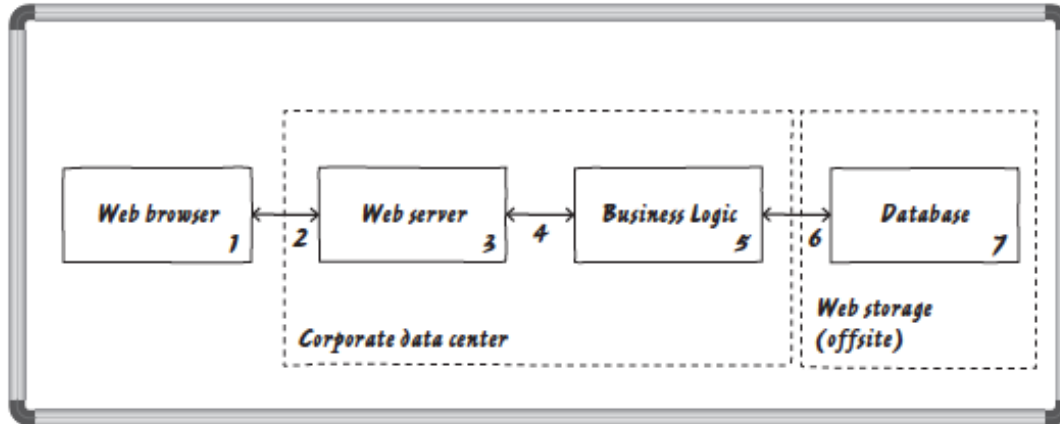 Web browser
1
2
Web server
3
4
Business Logic
5
6
Database
7
Corporate data center
Web storage
(offsite)